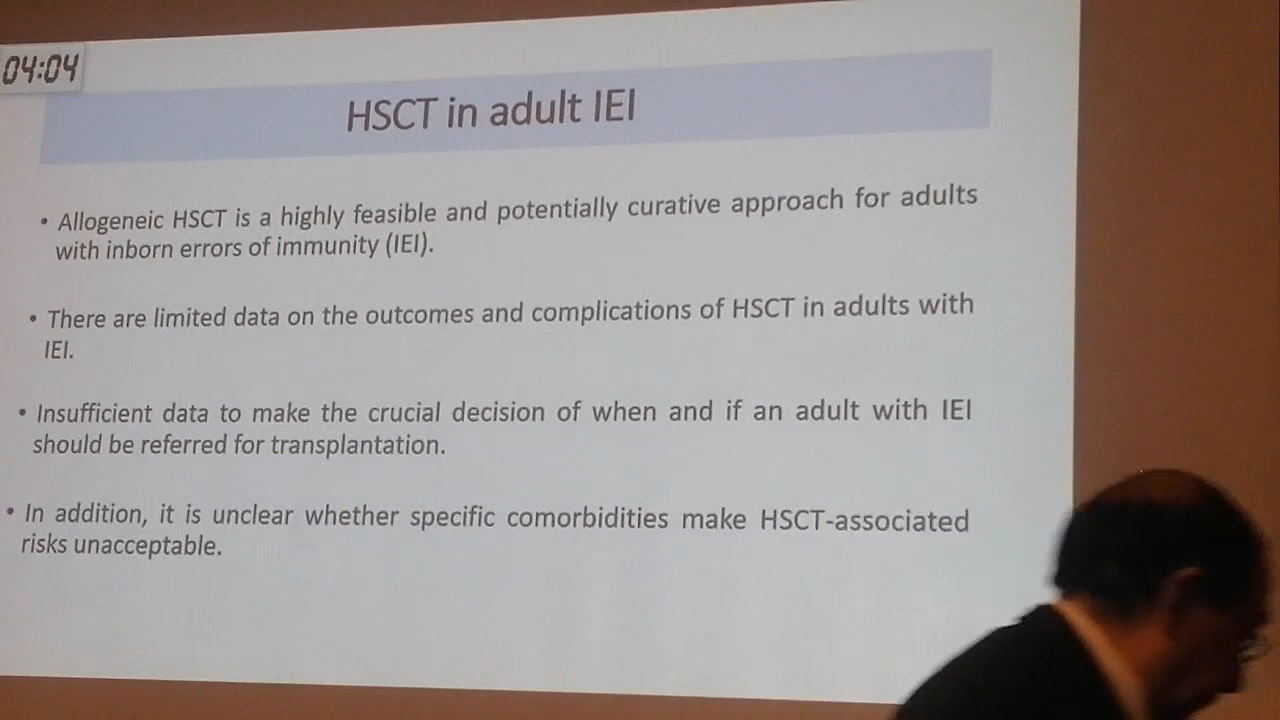 04:04
HSCT in adult IEI
• Allogeneic HSCT is a highly feasible and potentially curative approach for adults
with inborn errors of immunity (IEI).
• There are limited data on the outcomes and complications of HSCT in adults with
IEI.
• Insufficient data to make the crucial decision of when and if an adult with IEI
should be referred for transplantation.
• In addition, it is unclear whether specific comorbidities make HSCT-associated
risks unacceptable.